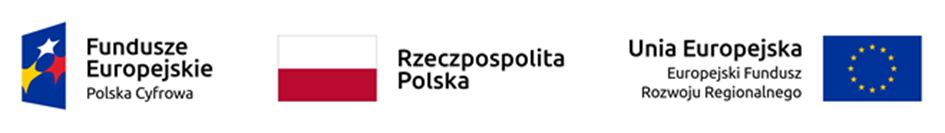 Fundusze
Europejskie
Polska Cyfrowa
Rzeczpospolita
Polska
Unia Europejska
Europejski Fundusz
Rozwoju Regionalnego